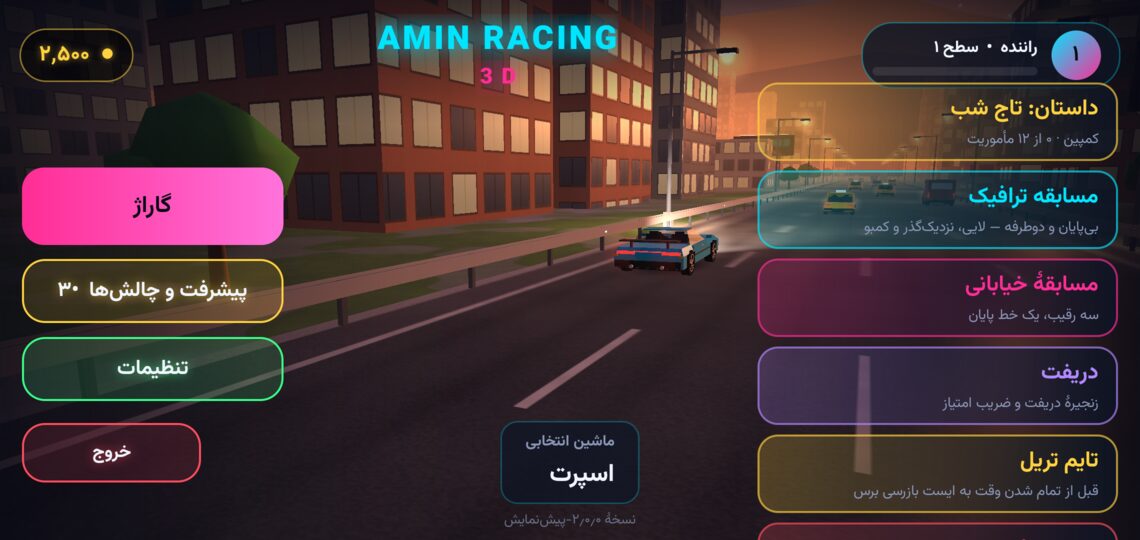 AMIN RACING
3 D
۲,۵۰۰
۱
راننده • سطح ۱
داستان: تاج شب
کمپین · ۰ از ۱۲ مأموریت
مسابقه ترافیک
بی‌پایان و دوطرفه — لایی، نزدیک‌گذر و کمبو
مسابقهٔ خیابانی
سه رقیب، یک خط پایان
دریفت
زنجیرهٔ دریفت و ضریب امتیاز
تایم تریل
قبل از تمام شدن وقت به ایست بازرسی برس
گاراژ
پیشرفت و چالش‌ها •۳
تنظیمات
خروج
ماشین انتخابی
اسپرت
نسخهٔ ۲٫۰٫۰-پیش‌نمایش